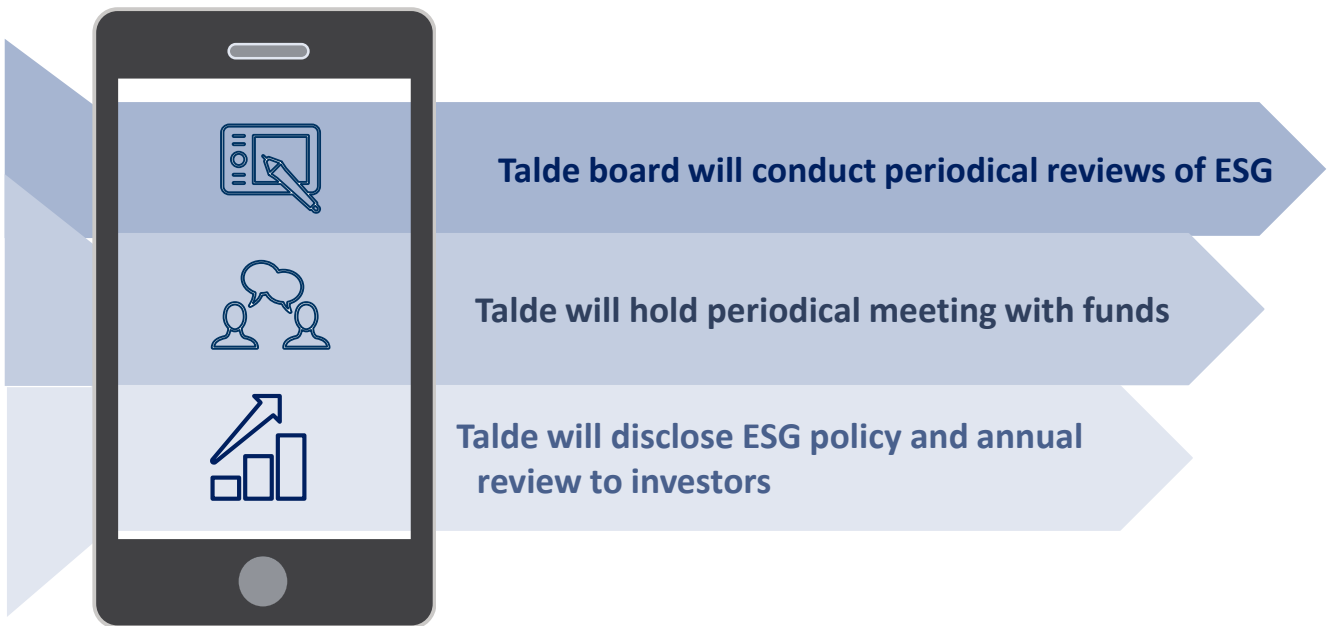 Talde board will conduct periodical reviews of ESG
Talde will hold periodical meeting with funds
Talde will disclose ESG policy and annual
review to investors